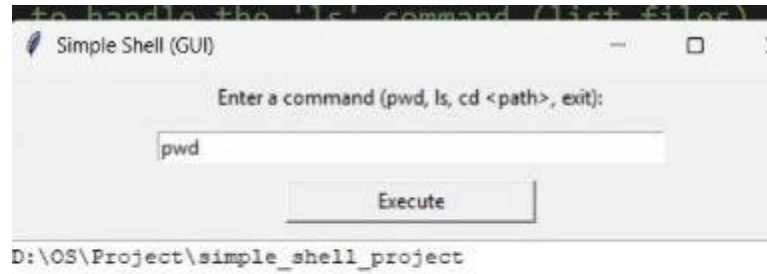 to handle the 'ls' command (list files)
Simple Shell (GUI)
Enter a command (pwd, ls, cd <path>, exit):
pwd
Execute
D:\OS\Project\simple_shell_project